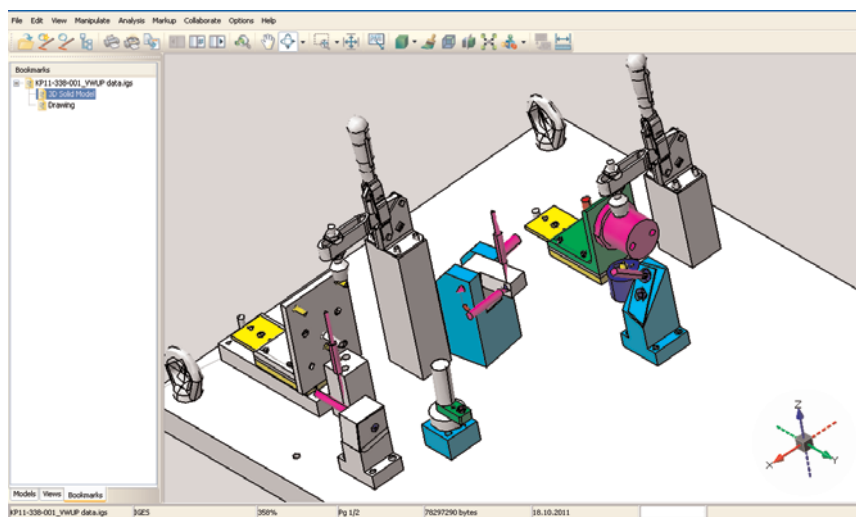 File Edit View Manipulate Analysis Markup Collaborate Options Help
Bookmarks
KP11-338-001_VWUP data.igs
3D Solid Model
Drawing
Z
X
Y
Models Views Bookmarks
KP11-338-001_VWUP data.igs IGES 358% Pg 1/2 78297290 bytes 18.10.2011